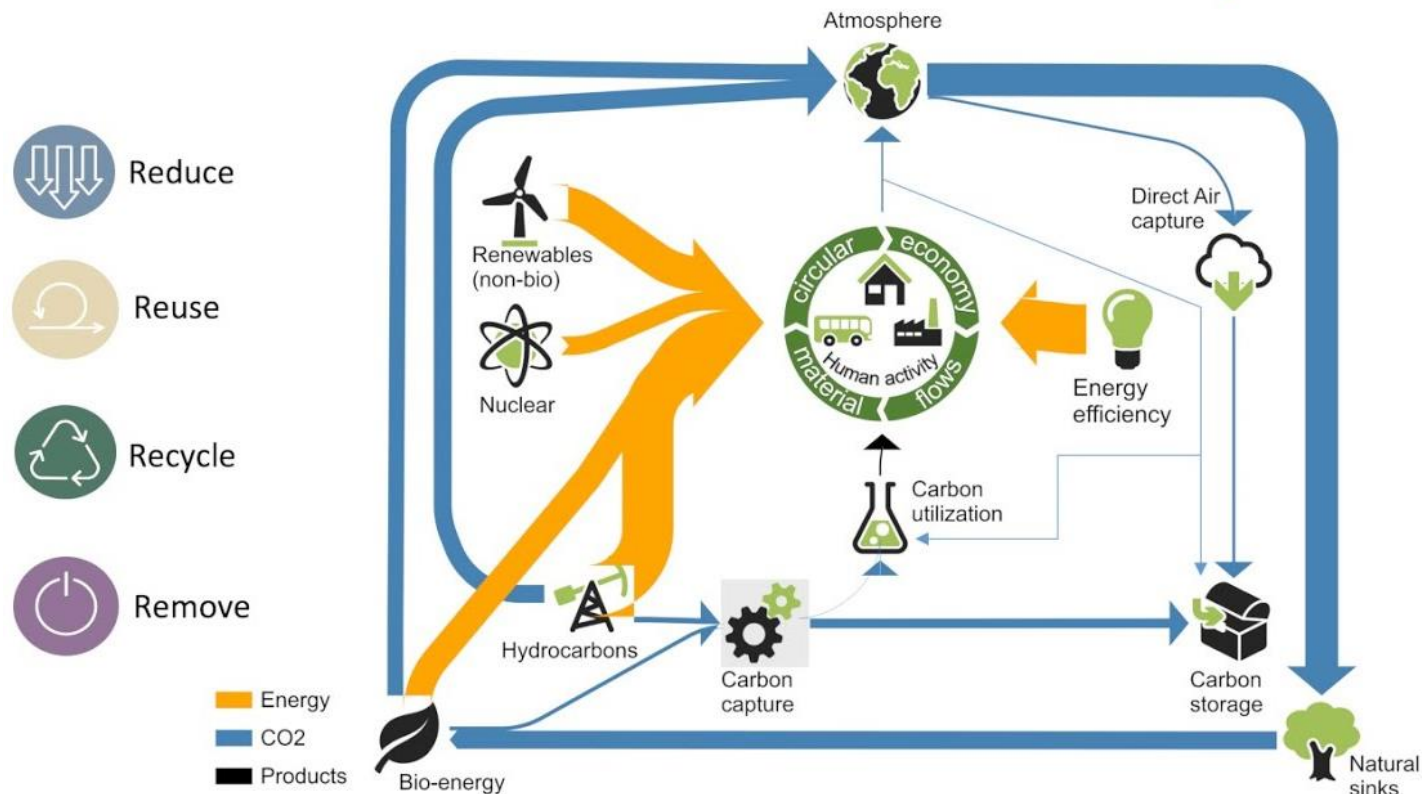 Atmosphere
Reduce
Reuse
Recycle
Remove
Renewables
(non-bio)
Nuclear
circular
economy
material
flows
Human activity
Direct Air
capture
Energy
efficiency
Carbon
utilization
Hydrocarbons
Carbon
capture
Carbon
storage
Energy
CO2
Products
Bio-energy
Natural
sinks